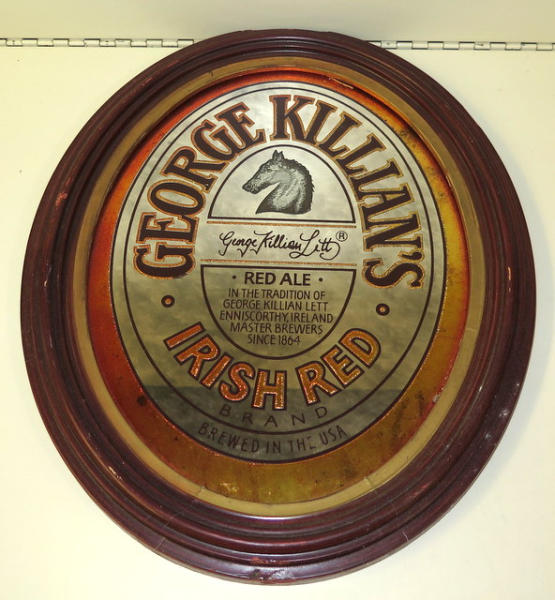 GEORGE KILLIAN'S
George Killian Lett ®
• RED ALE •
IN THE TRADITION OF
GEORGE KILLIAN LETT
ENNISCORTHY, IRELAND
MASTER BREWERS
SINCE 1864
• IRISH RED •
BRAND
BREWED IN THE USA